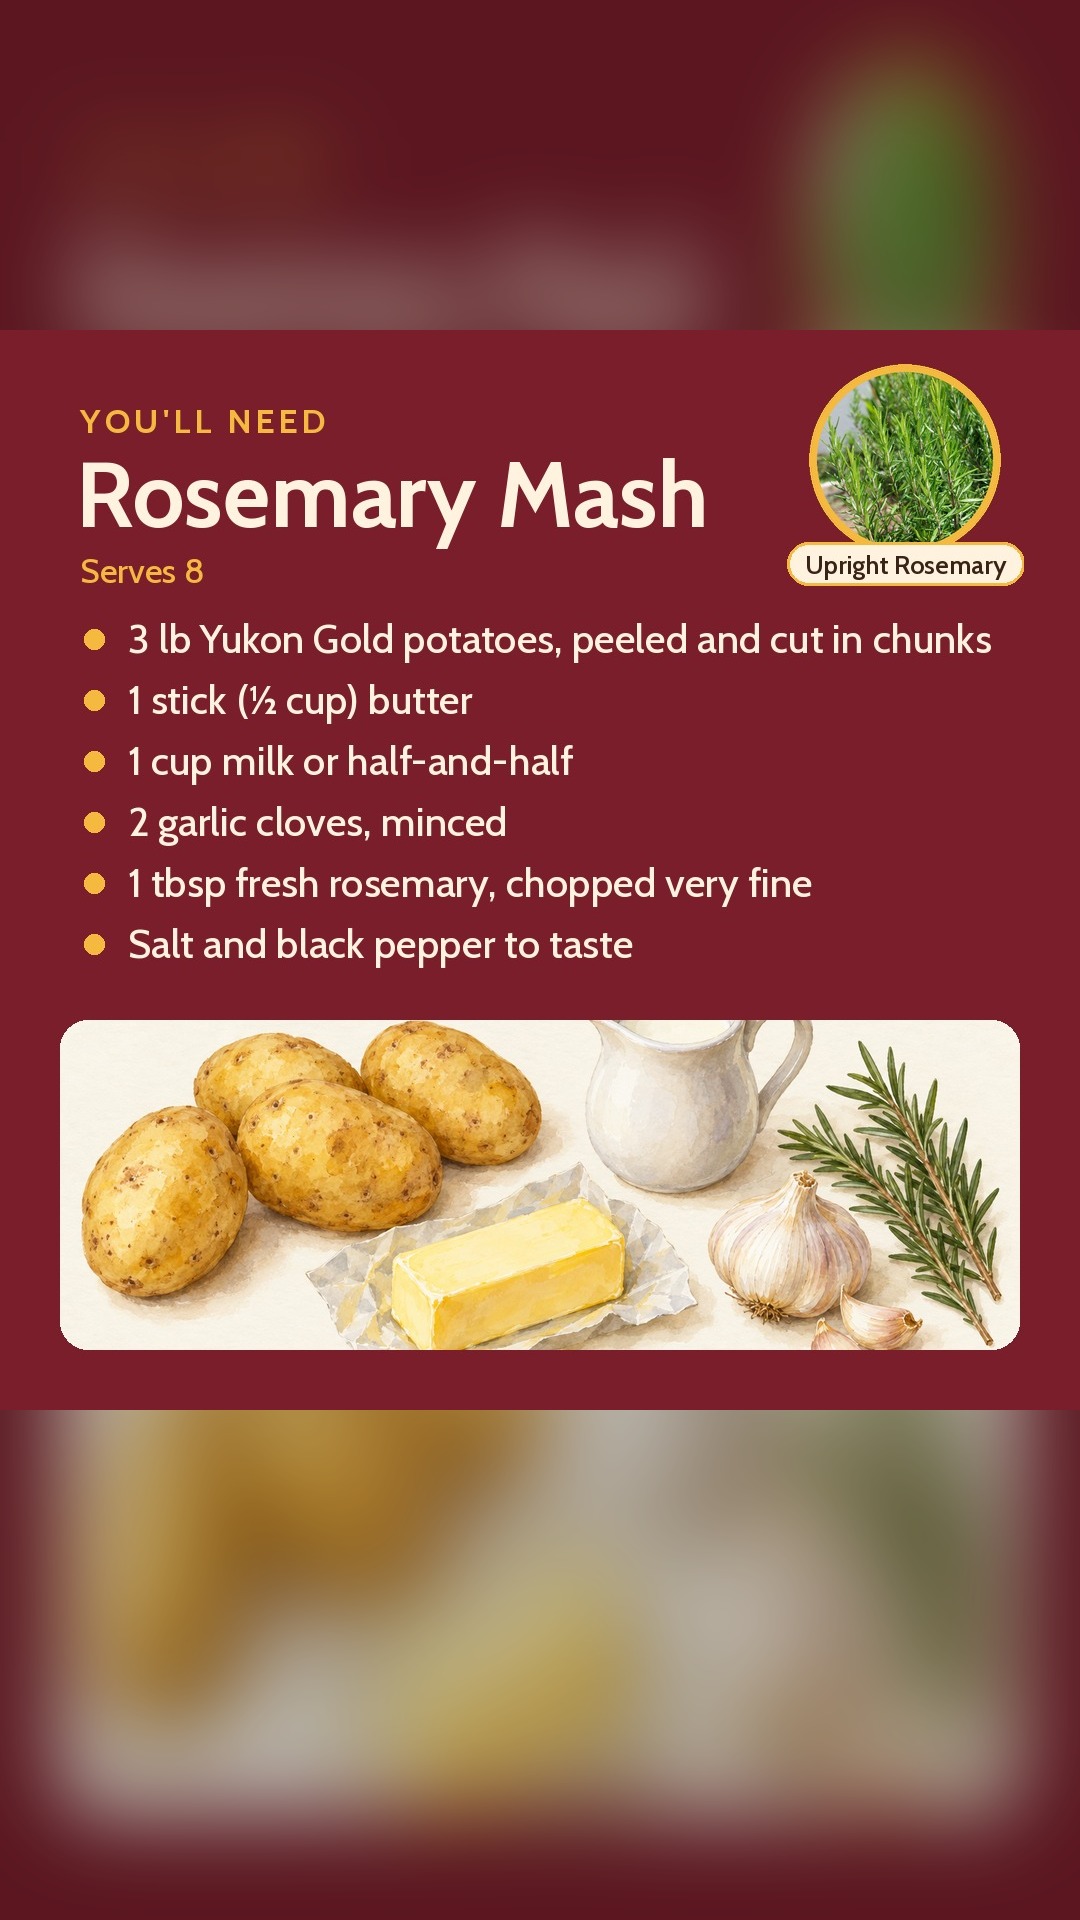 YOU'LL NEED
Rosemary Mash
Serves 8
Upright Rosemary
3 lb Yukon Gold potatoes, peeled and cut in chunks
1 stick (½ cup) butter
1 cup milk or half-and-half
2 garlic cloves, minced
1 tbsp fresh rosemary, chopped very fine
Salt and black pepper to taste